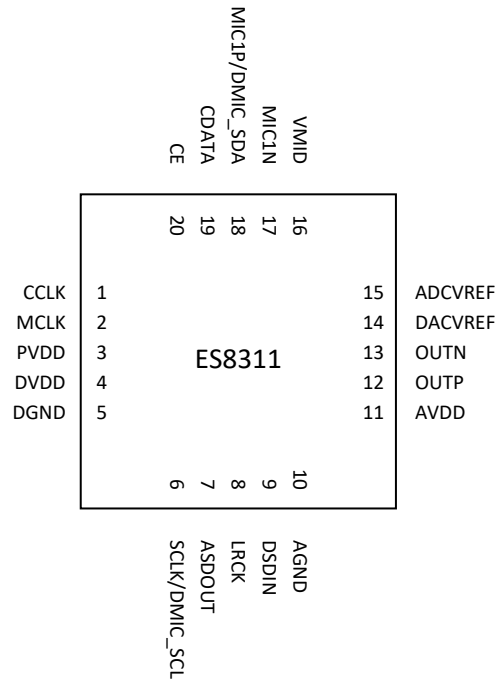 CE
CDATA
MIC1P/DMIC_SDA
MIC1N
VMID
20
19
18
17
16
CCLK 1
15 ADCVREF
MCLK 2
14 DACVREF
PVDD 3
ES8311
13 OUTN
DVDD 4
12 OUTP
DGND 5
11 AVDD
6
7
8
9
10
SCLK/DMIC_SCL
ASDOUT
LRCK
DSDIN
AGND